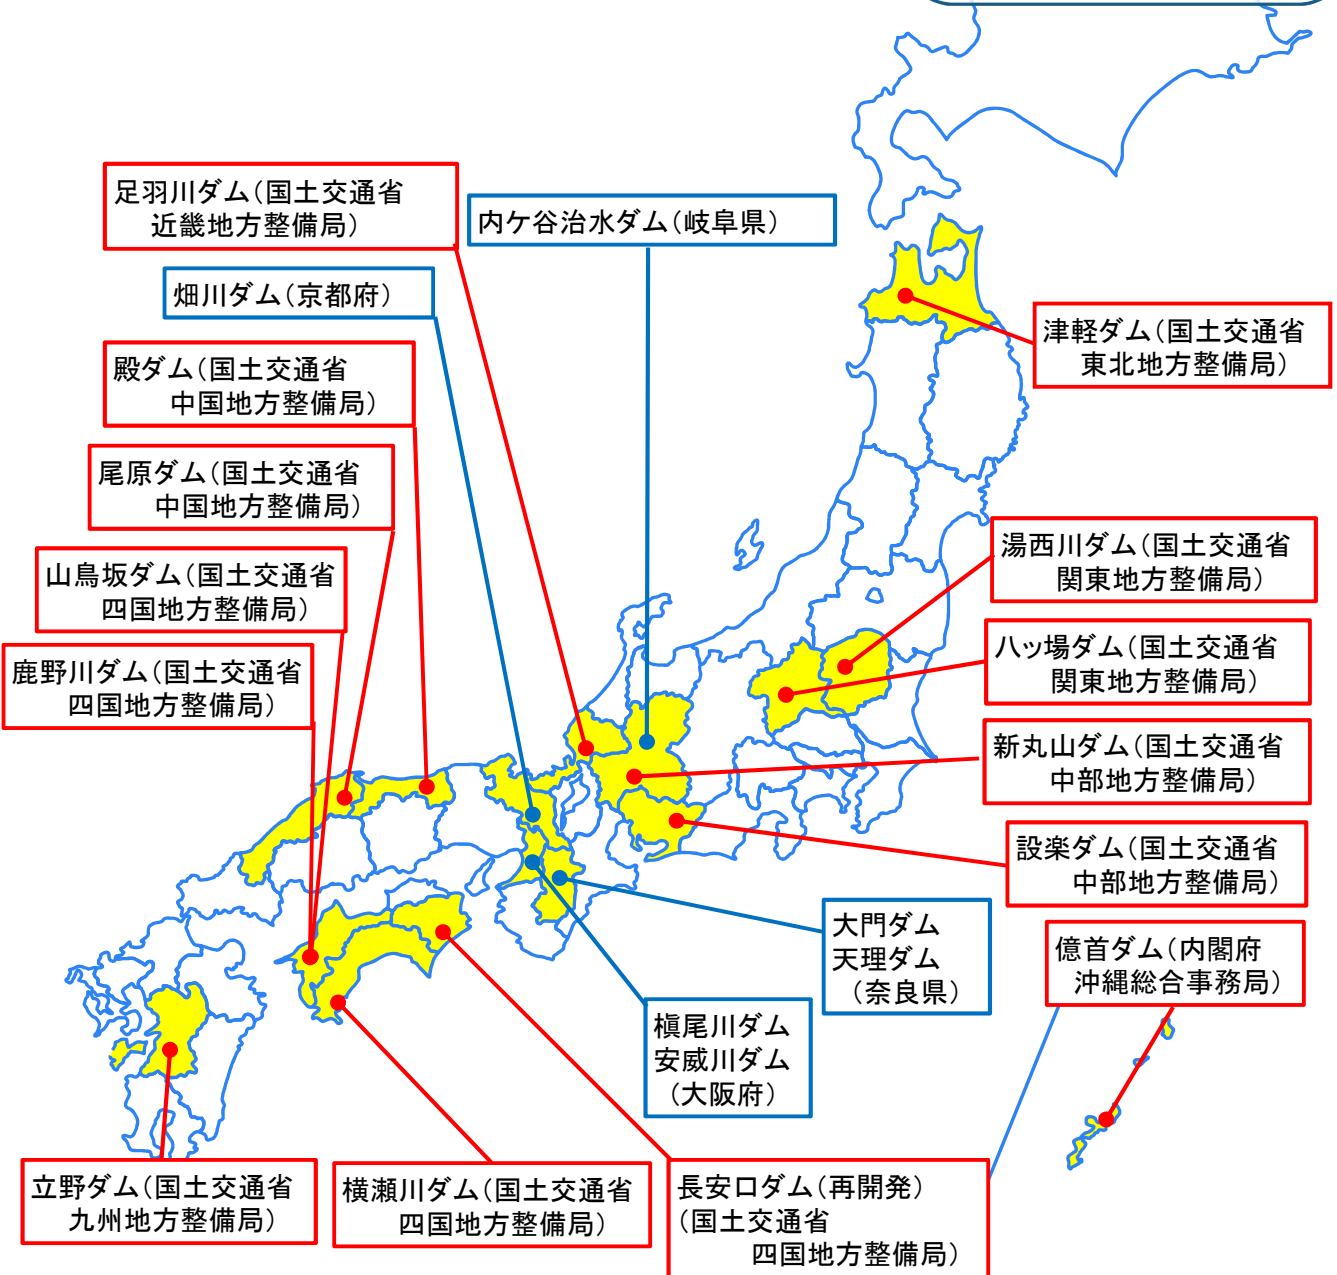 足羽川ダム（国土交通省
近畿地方整備局）
内ケ谷治水ダム（岐阜県）
畑川ダム（京都府）
津軽ダム（国土交通省
東北地方整備局）
殿ダム（国土交通省
中国地方整備局）
尾原ダム（国土交通省
中国地方整備局）
湯西川ダム（国土交通省
関東地方整備局）
山鳥坂ダム（国土交通省
四国地方整備局）
八ッ場ダム（国土交通省
関東地方整備局）
鹿野川ダム（国土交通省
四国地方整備局）
新丸山ダム（国土交通省
中部地方整備局）
設楽ダム（国土交通省
中部地方整備局）
大門ダム
天理ダム
（奈良県）
億首ダム（内閣府
沖縄総合事務局）
槇尾川ダム
安威川ダム
（大阪府）
立野ダム（国土交通省
九州地方整備局）
横瀬川ダム（国土交通省
四国地方整備局）
長安口ダム（再開発）
（国土交通省
四国地方整備局）